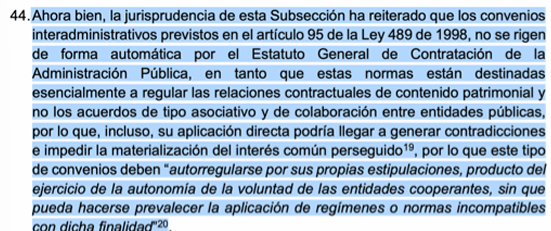 44. Ahora bien, la jurisprudencia de esta Subsección ha reiterado que los convenios
interadministrativos previstos en el artículo 95 de la Ley 489 de 1998, no se rigen
de forma automática por el Estatuto General de Contratación de la
Administración Pública, en tanto que estas normas están destinadas
esencialmente a regular las relaciones contractuales de contenido patrimonial y
no los acuerdos de tipo asociativo y de colaboración entre entidades públicas,
por lo que, incluso, su aplicación directa podría llegar a generar contradicciones
e impedir la materialización del interés común perseguido19, por lo que este tipo
de convenios deben "autorregularse por sus propias estipulaciones, producto del
ejercicio de la autonomía de la voluntad de las entidades cooperantes, sin que
pueda hacerse prevalecer la aplicación de regímenes o normas incompatibles
con dicha finalidad"20.